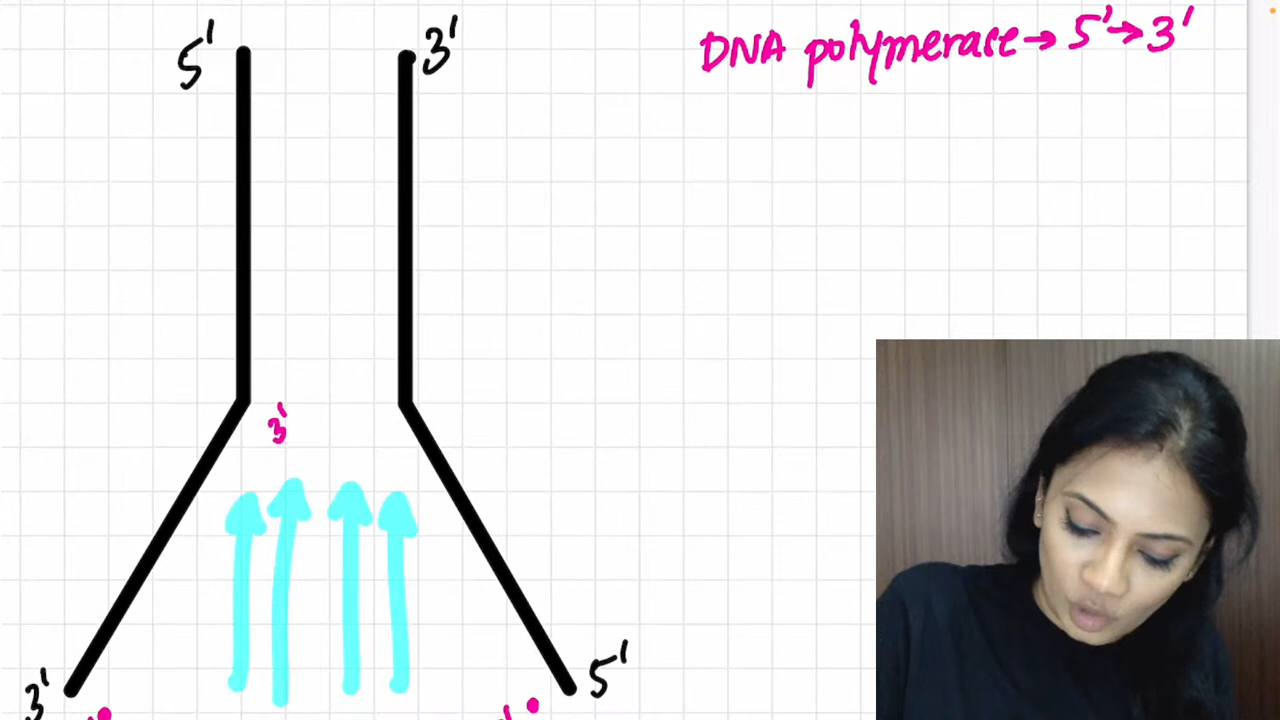 5' 3' DNA polymerase → 5' → 3'
3'
3' 5'